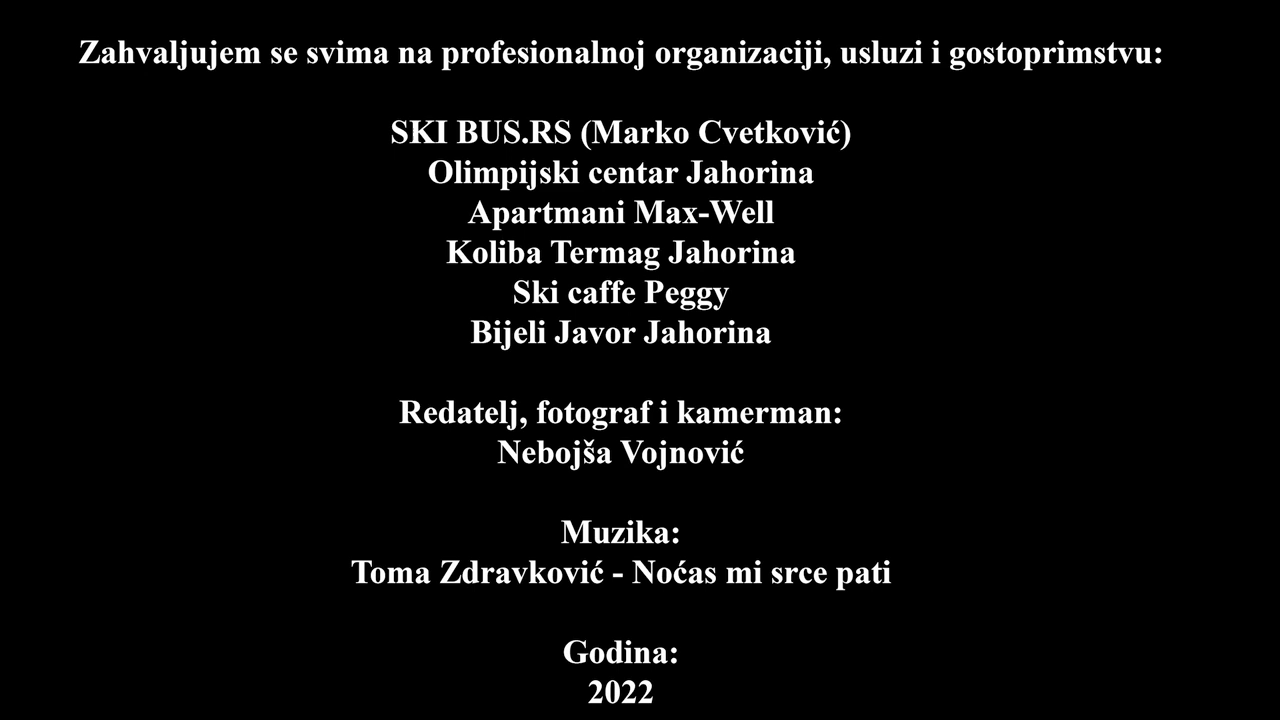 Zahvaljujem se svima na profesionalnoj organizaciji, usluzi i gostoprimstvu:
SKI BUS.RS (Marko Cvetković)
Olimpijski centar Jahorina
Apartmani Max-Well
Koliba Termag Jahorina
Ski caffe Peggy
Bijeli Javor Jahorina
Redatelj, fotograf i kamerman:
Nebojša Vojnović
Muzika:
Toma Zdravković - Noćas mi srce pati
Godina:
2022